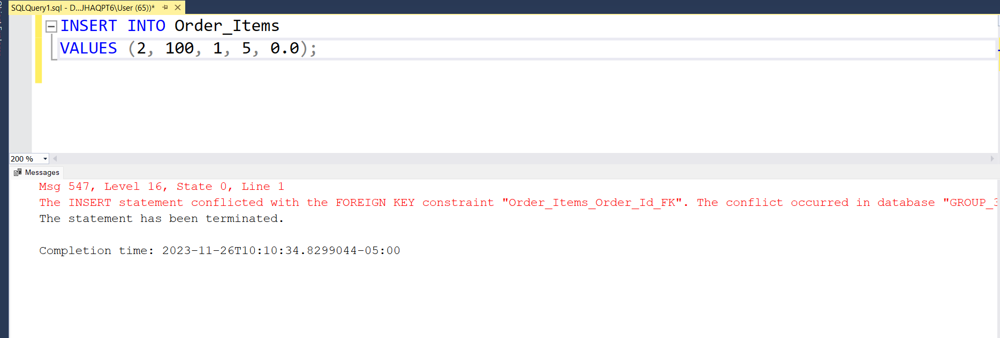 SQLQuery1.sql - D...JHAQPT6\User (65))*
INSERT INTO Order_Items
VALUES (2, 100, 1, 5, 0.0);
200 %
Messages
Msg 547, Level 16, State 0, Line 1
The INSERT statement conflicted with the FOREIGN KEY constraint "Order_Items_Order_Id_FK". The conflict occurred in database "GROUP_3
The statement has been terminated.
Completion time: 2023-11-26T10:10:34.8299044-05:00